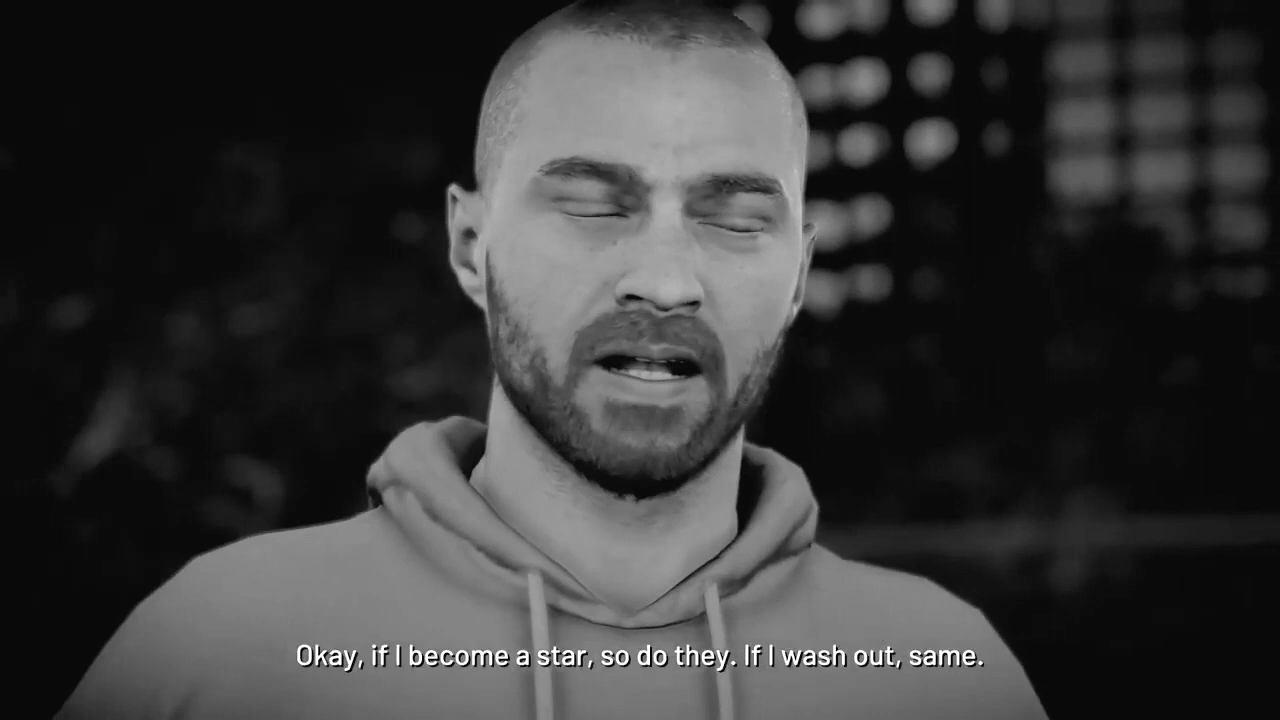 Okay, if I become a star, so do they. If I wash out, same.